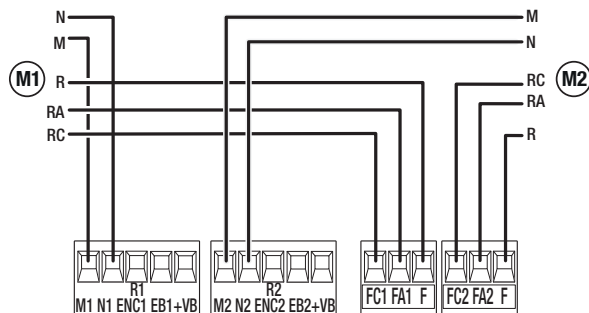 N M
M N
M1 R RC M2
RA RA
RC R
R1 R2
M1 N1 ENC1 EB1+VB M2 N2 ENC2 EB2+VB FC1 FA1 F FC2 FA2 F